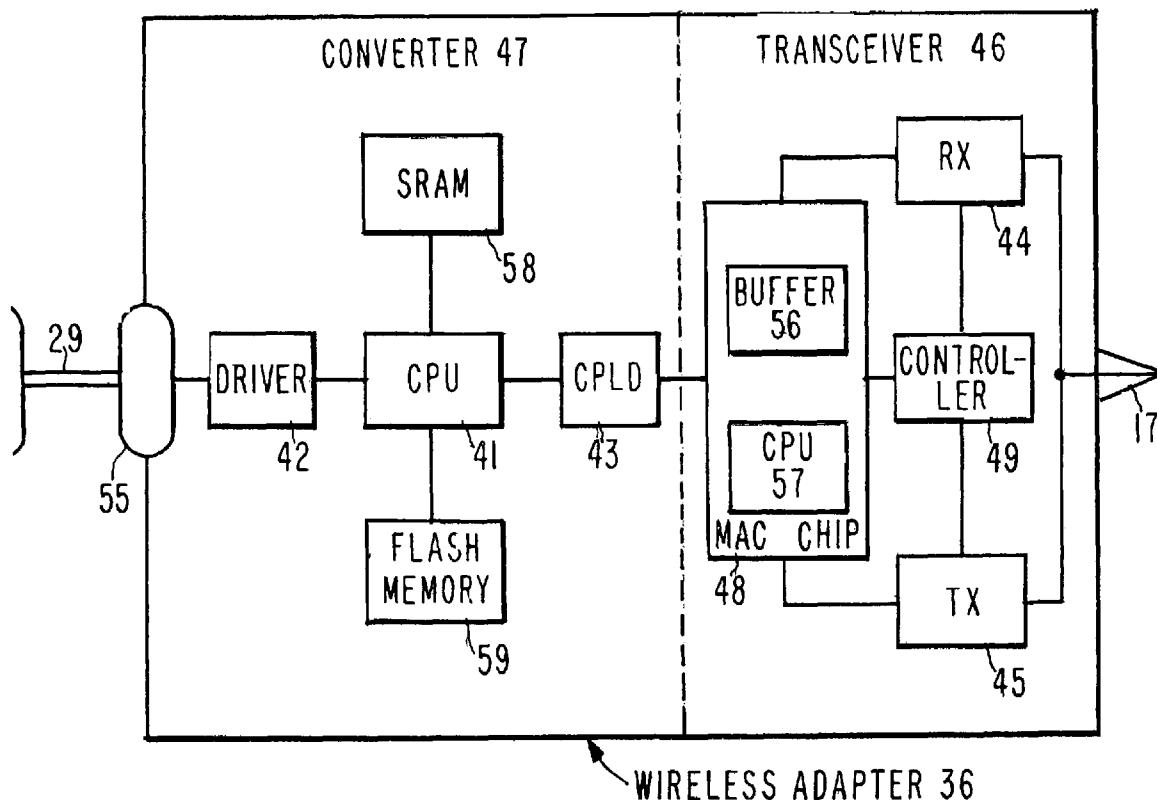 CONVERTER 47
TRANSCEIVER 46
SRAM
58
RX
44
BUFFER
56
29
DRIVER
42
CPU
41
CPLD
43
CONTROL-
LER
49
17
55
CPU
57
MAC CHIP
48
FLASH
MEMORY
59
TX
45
WIRELESS ADAPTER 36